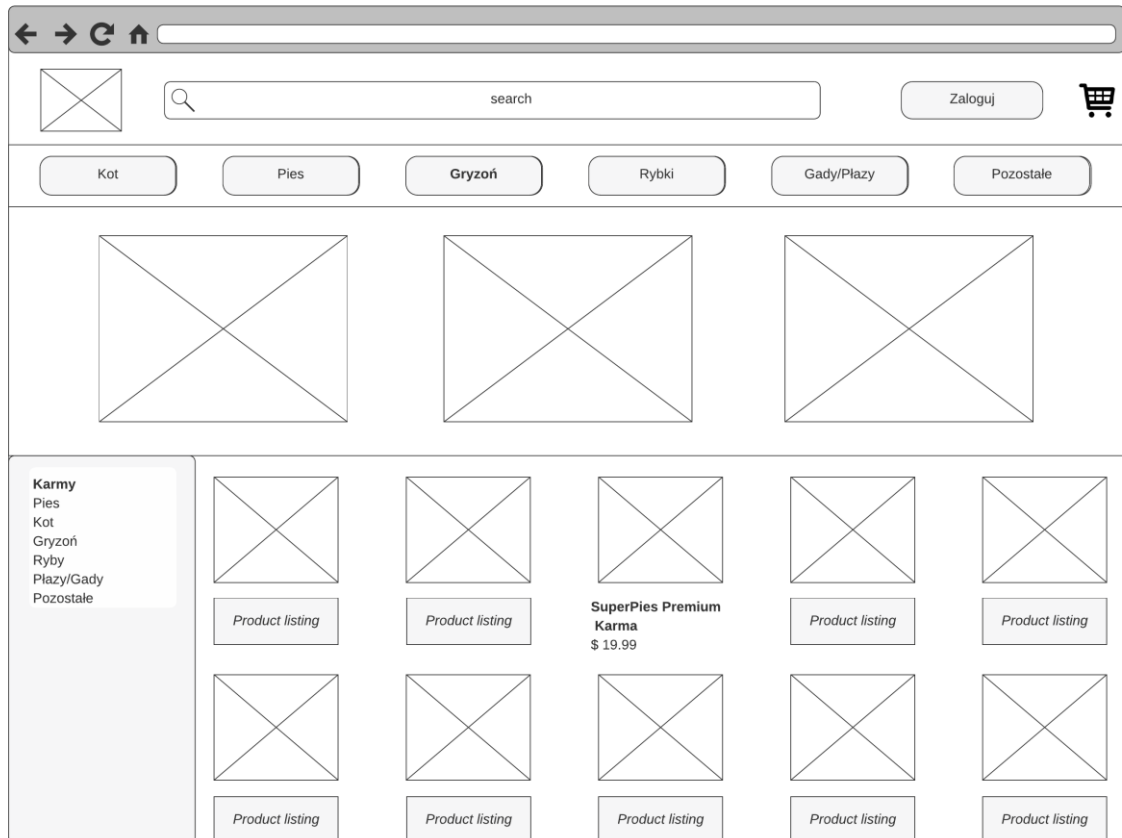 search
Zaloguj
Kot
Pies
Gryzoń
Rybki
Gady/Płazy
Pozostałe
Karmy
Pies
Kot
Gryzoń
Ryby
Płazy/Gady
Pozostałe
Product listing
Product listing
SuperPies Premium
Karma
$ 19.99
Product listing
Product listing
Product listing
Product listing
Product listing
Product listing
Product listing